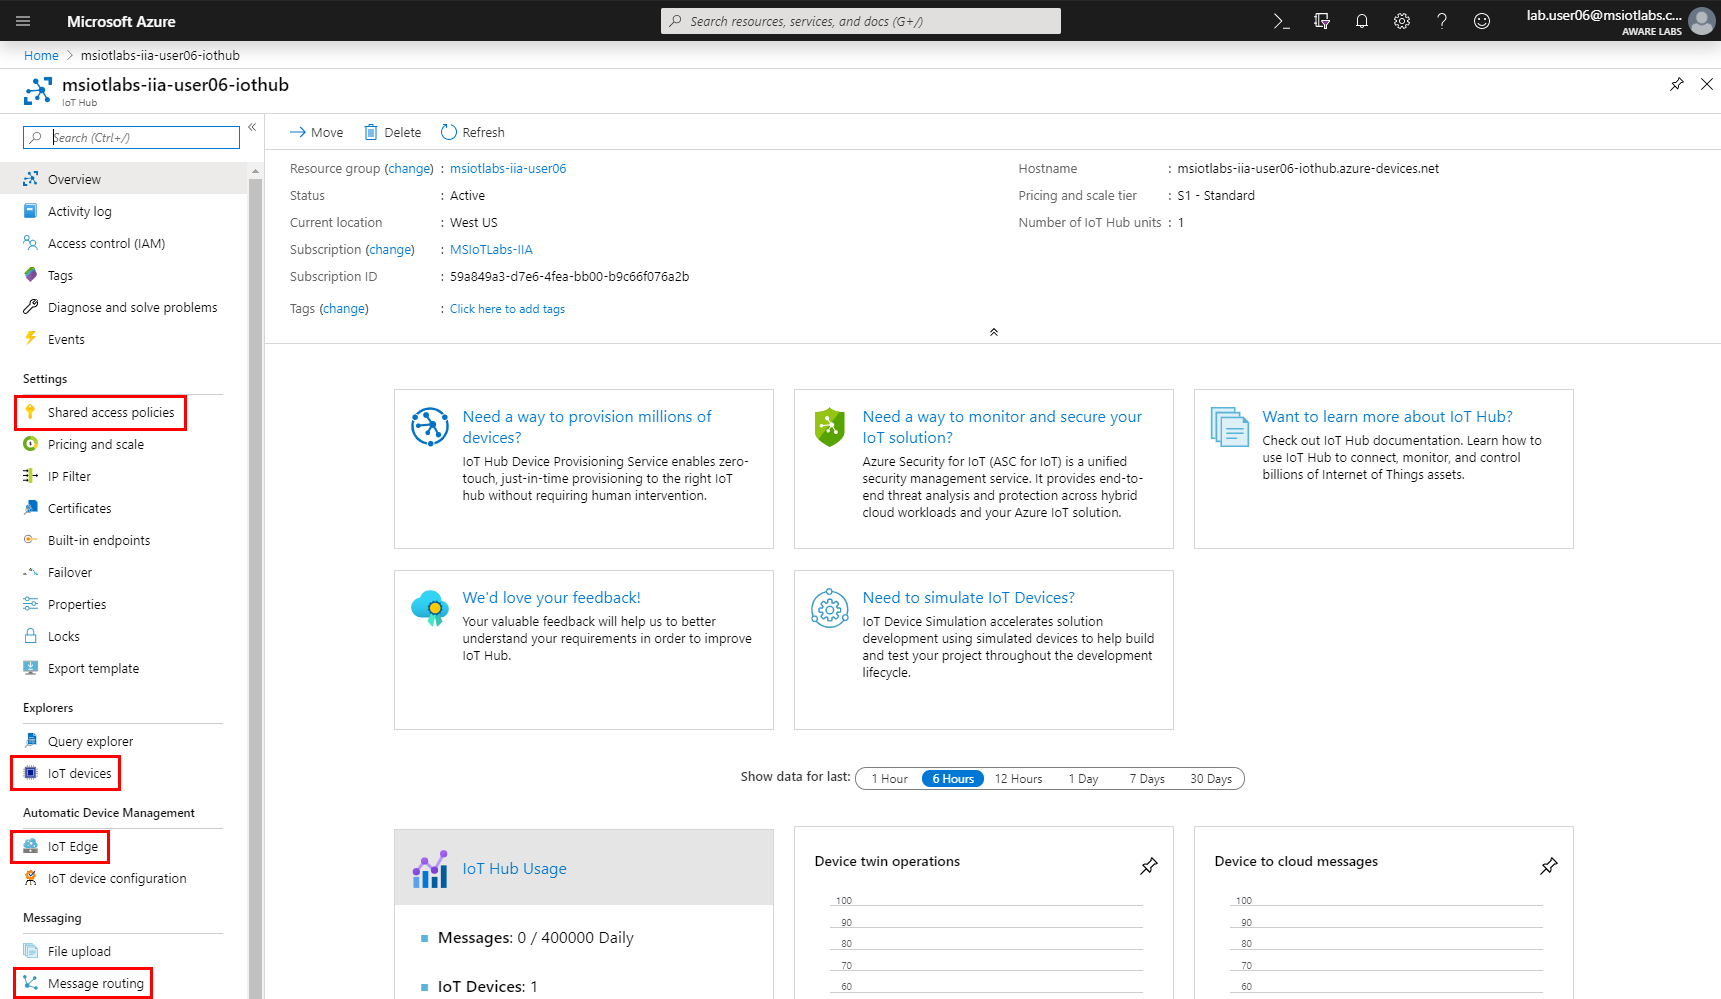 Microsoft Azure
Search resources, services, and docs (G+/)
lab.user06@msiotlabs.c...
AWARE LABS
Home > msiotlabs-iia-user06-iothub
msiotlabs-iia-user06-iothub
IoT Hub
Search (Ctrl+/)
Overview
Activity log
Access control (IAM)
Tags
Diagnose and solve problems
Events
Settings
Shared access policies
Pricing and scale
IP Filter
Certificates
Built-in endpoints
Failover
Properties
Locks
Export template
Explorers
Query explorer
IoT devices
Automatic Device Management
IoT Edge
IoT device configuration
Messaging
File upload
Message routing
Move Delete Refresh
Resource group (change) : msiotlabs-iia-user06
Status : Active
Current location : West US
Subscription (change) : MSIoTLabs-IIA
Subscription ID : 59a849a3-d7e6-4fea-bb00-b9c66f076a2b
Tags (change) : Click here to add tags
Hostname : msiotlabs-iia-user06-iothub.azure-devices.net
Pricing and scale tier : S1 - Standard
Number of IoT Hub units : 1
Need a way to provision millions of
devices?
IoT Hub Device Provisioning Service enables zero-
touch, just-in-time provisioning to the right IoT
hub without requiring human intervention.
Need a way to monitor and secure your
IoT solution?
Azure Security for IoT (ASC for IoT) is a unified
security management service. It provides end-to-
end threat analysis and protection across hybrid
cloud workloads and your Azure IoT solution.
Want to learn more about IoT Hub?
Check out IoT Hub documentation. Learn how to
use IoT Hub to connect, monitor, and control
billions of Internet of Things assets.
We'd love your feedback!
Your valuable feedback will help us to better
understand your requirements in order to improve
IoT Hub.
Need to simulate IoT Devices?
IoT Device Simulation accelerates solution
development using simulated devices to help build
and test your project throughout the development
lifecycle.
Show data for last: 1 Hour 6 Hours 12 Hours 1 Day 7 Days 30 Days
IoT Hub Usage
Messages: 0 / 400000 Daily
IoT Devices: 1
Device twin operations
100
90
80
70
60
Device to cloud messages
100
90
80
70
60